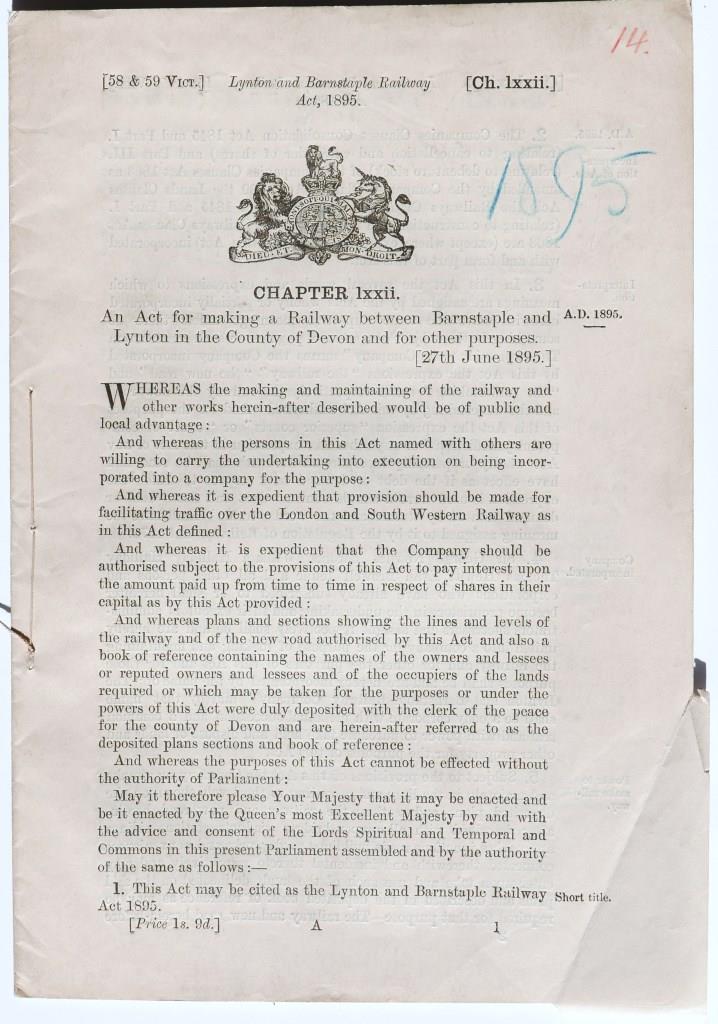 14.
[58 & 59 VICT.] Lynton and Barnstaple Railway [Ch. lxxii.]
Act, 1895.
1895
DIEU ET MON DROIT
CHAPTER lxxii.
An Act for making a Railway between Barnstaple and A.D. 1895.
Lynton in the County of Devon and for other purposes.
[27th June 1895.]
WHEREAS the making and maintaining of the railway and
other works herein-after described would be of public and
local advantage:
And whereas the persons in this Act named with others are
willing to carry the undertaking into execution on being incor-
porated into a company for the purpose:
And whereas it is expedient that provision should be made for
facilitating traffic over the London and South Western Railway as
in this Act defined:
And whereas it is expedient that the Company should be
authorised subject to the provisions of this Act to pay interest upon
the amount paid up from time to time in respect of shares in their
capital as by this Act provided:
And whereas plans and sections showing the lines and levels of
the railway and of the new road authorised by this Act and also a
book of reference containing the names of the owners and lessees
or reputed owners and lessees and of the occupiers of the lands
required or which may be taken for the purposes or under the
powers of this Act were duly deposited with the clerk of the peace
for the county of Devon and are herein-after referred to as the
deposited plans sections and book of reference:
And whereas the purposes of this Act cannot be effected without
the authority of Parliament:
May it therefore please Your Majesty that it may be enacted and
be it enacted by the Queen's most Excellent Majesty by and with
the advice and consent of the Lords Spiritual and Temporal and
Commons in this present Parliament assembled and by the authority
of the same as follows:—
1. This Act may be cited as the Lynton and Barnstaple Railway Short title.
Act 1895.
[Price 1s. 9d.] A 1